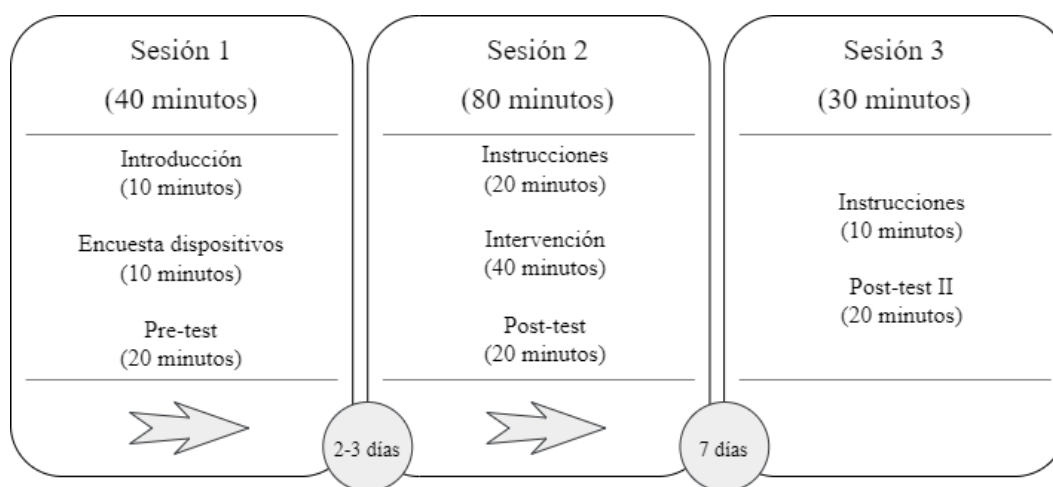 Sesión 1
(40 minutos)
Introducción
(10 minutos)
Encuesta dispositivos
(10 minutos)
Pre-test
(20 minutos)
2-3 días
Sesión 2
(80 minutos)
Instrucciones
(20 minutos)
Intervención
(40 minutos)
Post-test
(20 minutos)
7 días
Sesión 3
(30 minutos)
Instrucciones
(10 minutos)
Post-test II
(20 minutos)